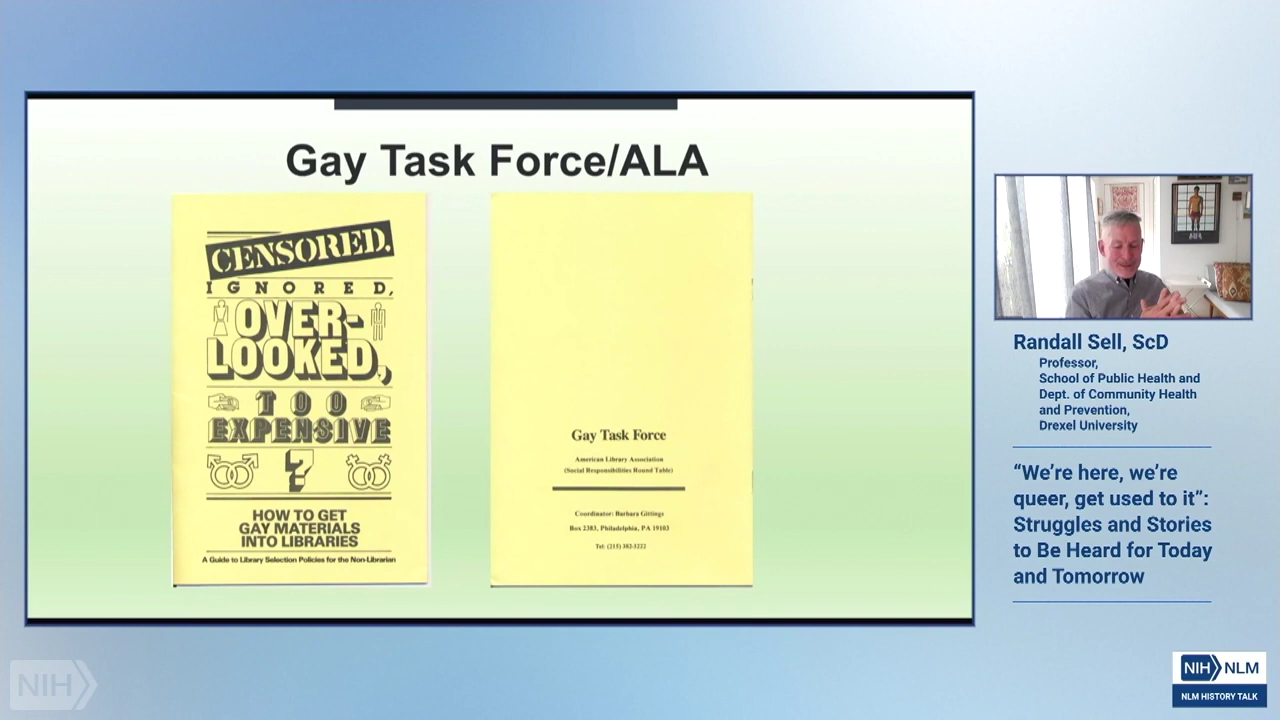 Gay Task Force/ALA
CENSORED.
IGNORED,
OVER-
LOOKED,
TOO
EXPENSIVE
?
HOW TO GET
GAY MATERIALS
INTO LIBRARIES
A Guide to Library Selection Policies for the Non-Librarian
Gay Task Force
American Library Association
(Social Responsibilities Round Table)
Coordinator: Barbara Gittings
Box 2383, Philadelphia, PA 19103
Tel: (215) 382-3222
Randall Sell, ScD
Professor,
School of Public Health and
Dept. of Community Health
and Prevention,
Drexel University
“We’re here, we’re
queer, get used to it”:
Struggles and Stories
to Be Heard for Today
and Tomorrow
NIH
NIH NLM
NLM HISTORY TALK